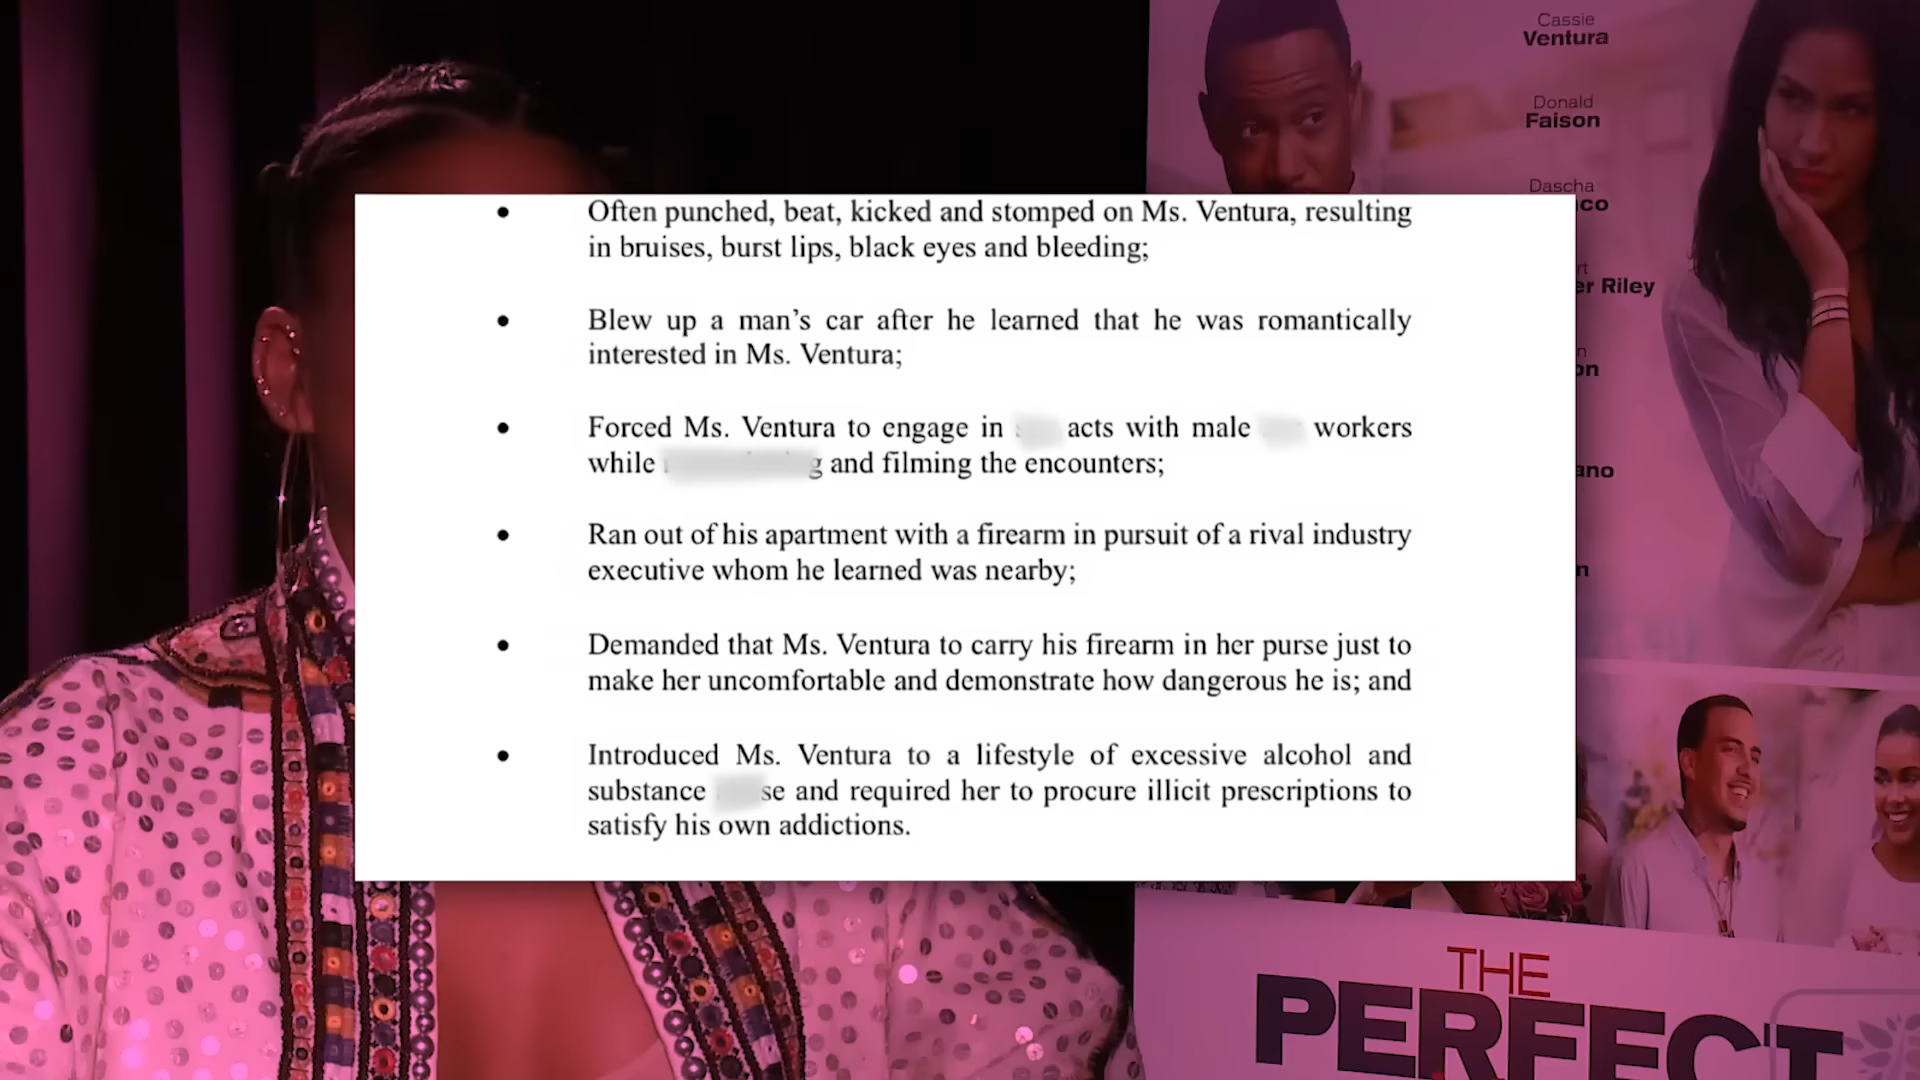 Cassie
Ventura
Donald
Faison
Dascha
co
er Riley
on
ano
n
• Often punched, beat, kicked and stomped on Ms. Ventura, resulting
in bruises, burst lips, black eyes and bleeding;
• Blew up a man’s car after he learned that he was romantically
interested in Ms. Ventura;
• Forced Ms. Ventura to engage in acts with male workers
while g and filming the encounters;
• Ran out of his apartment with a firearm in pursuit of a rival industry
executive whom he learned was nearby;
• Demanded that Ms. Ventura to carry his firearm in her purse just to
make her uncomfortable and demonstrate how dangerous he is; and
• Introduced Ms. Ventura to a lifestyle of excessive alcohol and
substance se and required her to procure illicit prescriptions to
satisfy his own addictions.
THE
PERFECT